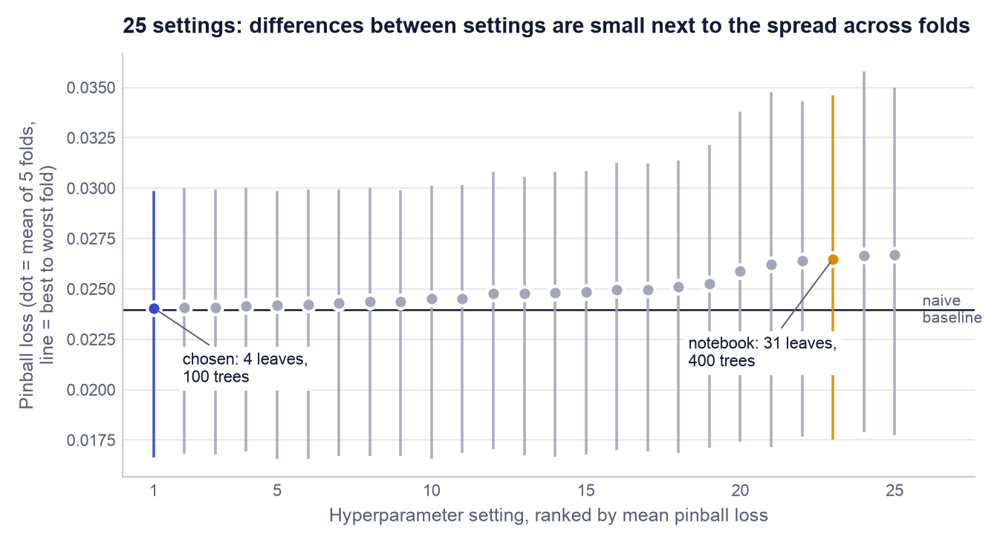 25 settings: differences between settings are small next to the spread across folds
Pinball loss (dot = mean of 5 folds,
line = best to worst fold)
0.0350
0.0325
0.0300
0.0275
0.0250
0.0225
0.0200
0.0175
naive
baseline
notebook: 31 leaves,
400 trees
chosen: 4 leaves,
100 trees
1 5 10 15 20 25
Hyperparameter setting, ranked by mean pinball loss